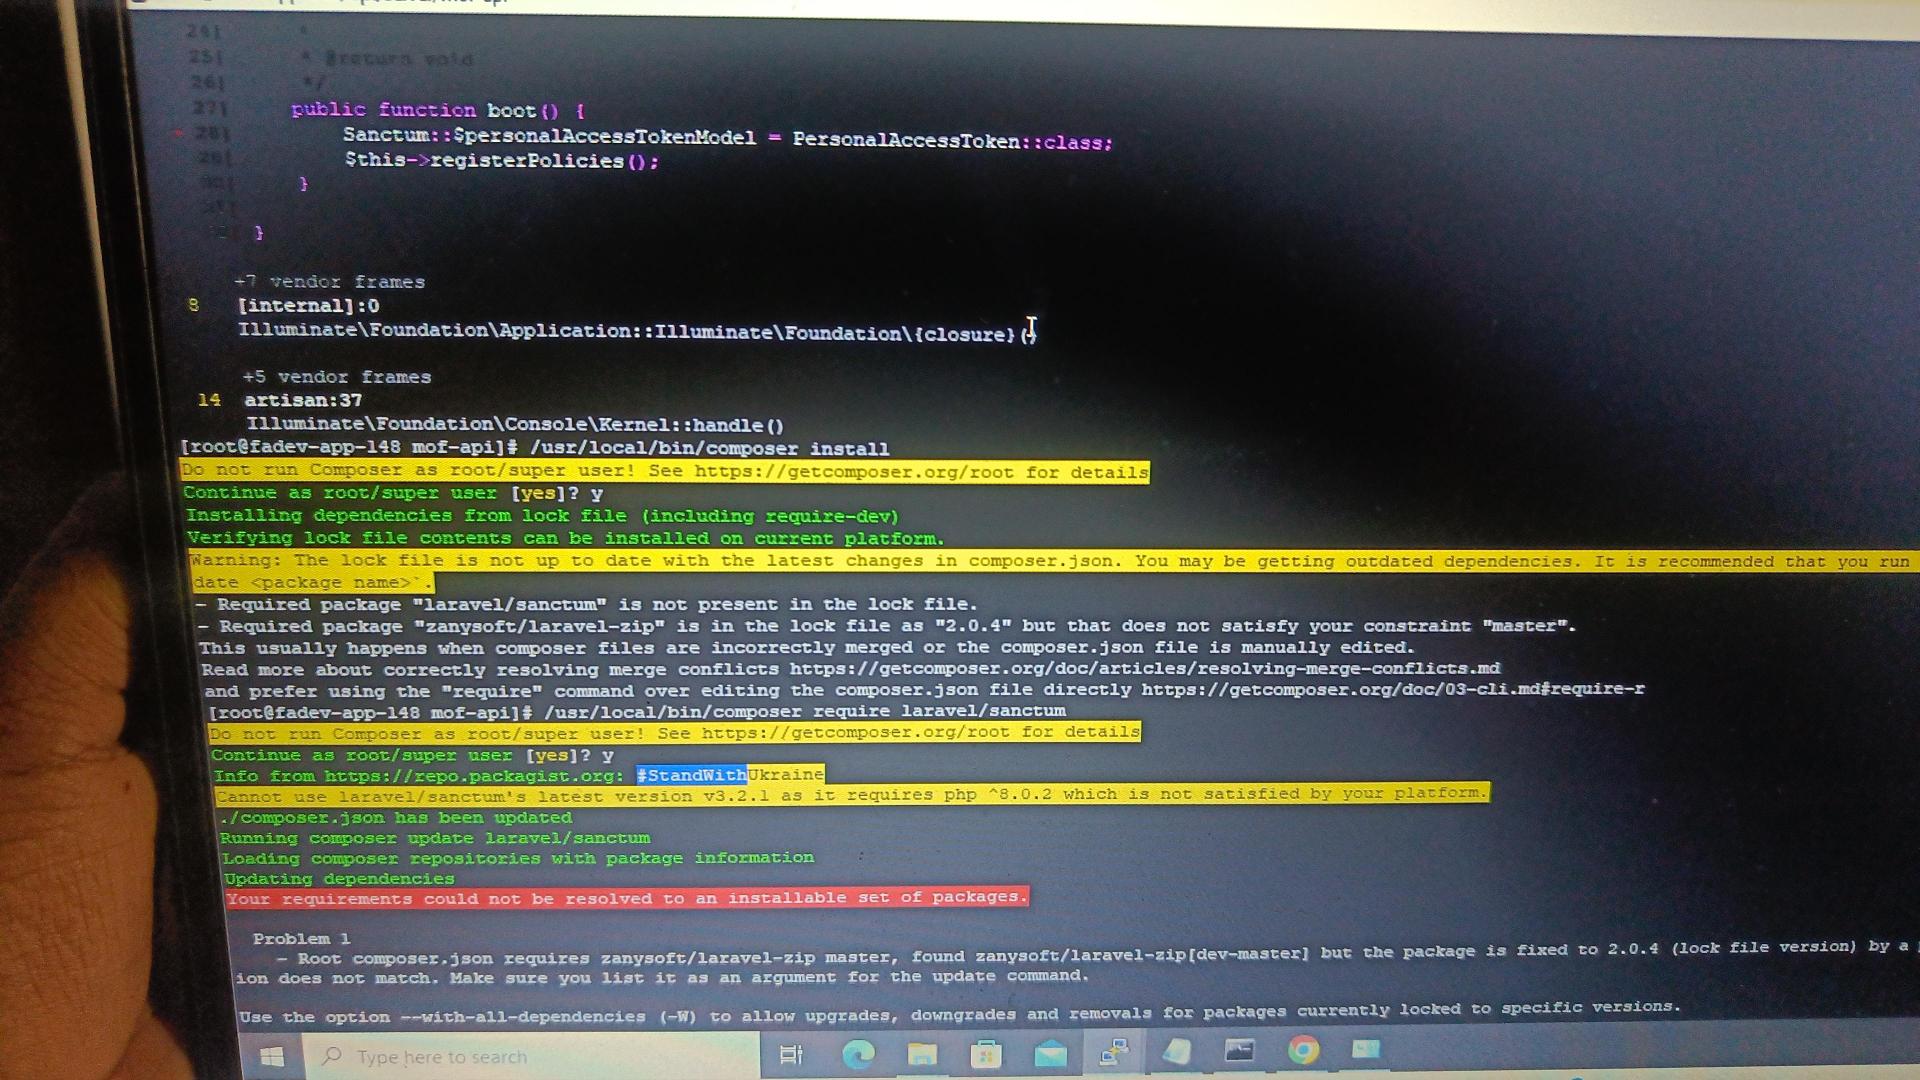 24| *
25| * @return void
26| */
27| public function boot() {
28| Sanctum::$personalAccessTokenModel = PersonalAccessToken::class;
$this->registerPolicies();
}
}
+7 vendor frames
8 [internal]:0
Illuminate\Foundation\Application::Illuminate\Foundation\{closure}()
+5 vendor frames
14 artisan:37
Illuminate\Foundation\Console\Kernel::handle()
[root@fadev-app-148 mof-api]# /usr/local/bin/composer install
Do not run Composer as root/super user! See https://getcomposer.org/root for details
Continue as root/super user [yes]? y
Installing dependencies from lock file (including require-dev)
Verifying lock file contents can be installed on current platform.
Warning: The lock file is not up to date with the latest changes in composer.json. You may be getting outdated dependencies. It is recommended that you run
date <package name>`.
- Required package "laravel/sanctum" is not present in the lock file.
- Required package "zanysoft/laravel-zip" is in the lock file as "2.0.4" but that does not satisfy your constraint "master".
This usually happens when composer files are incorrectly merged or the composer.json file is manually edited.
Read more about correctly resolving merge conflicts https://getcomposer.org/doc/articles/resolving-merge-conflicts.md
and prefer using the "require" command over editing the composer.json file directly https://getcomposer.org/doc/03-cli.md#require-r
[root@fadev-app-148 mof-api]# /usr/local/bin/composer require laravel/sanctum
Do not run Composer as root/super user! See https://getcomposer.org/root for details
Continue as root/super user [yes]? y
Info from https://repo.packagist.org: #StandWithUkraine
Cannot use laravel/sanctum's latest version v3.2.1 as it requires php ^8.0.2 which is not satisfied by your platform.
./composer.json has been updated
Running composer update laravel/sanctum
Loading composer repositories with package information
Updating dependencies
Your requirements could not be resolved to an installable set of packages.
Problem 1
- Root composer.json requires zanysoft/laravel-zip master, found zanysoft/laravel-zip[dev-master] but the package is fixed to 2.0.4 (lock file version) by a
ion does not match. Make sure you list it as an argument for the update command.
Use the option --with-all-dependencies (-W) to allow upgrades, downgrades and removals for packages currently locked to specific versions.
Type here to search